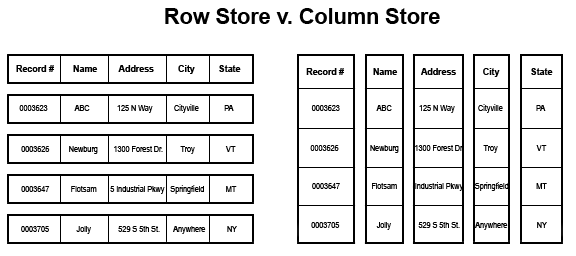 Row Store v. Column Store
Record # Name Address City State
0003623 ABC 125 N Way Cityville PA
0003626 Newburg 1300 Forest Dr. Troy VT
0003647 Flotsam 5 Industrial Pkwy Springfield MT
0003705 Jolly 529 S 5th St. Anywhere NY
Record # Name Address City State
0003623 ABC 125 N Way Cityville PA
0003626 Newburg 1300 Forest Dr Troy VT
0003647 Flotsam Industrial Pkwy Springfield MT
0003705 Jolly 529 S 5th St. Anywhere NY